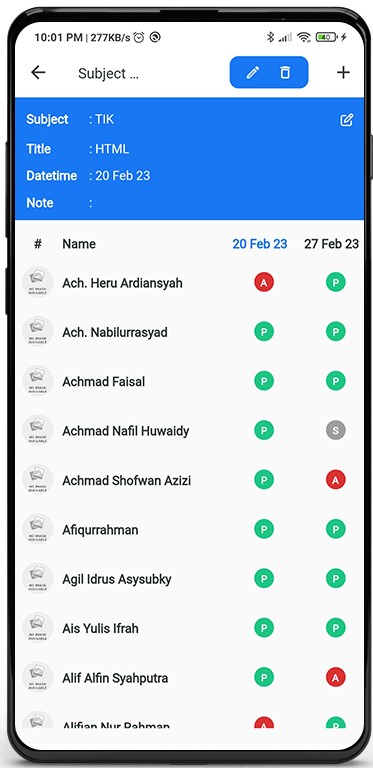 10:01 PM | 277KB/s
40
Subject ...
Subject : TIK
Title : HTML
Datetime : 20 Feb 23
Note :
# Name 20 Feb 23 27 Feb 23
NO IMAGE AVAILABLE Ach. Heru Ardiansyah A P
NO IMAGE AVAILABLE Ach. Nabilurrasyad P P
NO IMAGE AVAILABLE Achmad Faisal P P
NO IMAGE AVAILABLE Achmad Nafil Huwaidy P S
NO IMAGE AVAILABLE Achmad Shofwan Azizi P A
NO IMAGE AVAILABLE Afiqurrahman P P
NO IMAGE AVAILABLE Agil Idrus Asysubky P P
NO IMAGE AVAILABLE Ais Yulis Ifrah P P
NO IMAGE AVAILABLE Alif Alfin Syahputra P A
Alifian Nur Rahman A P